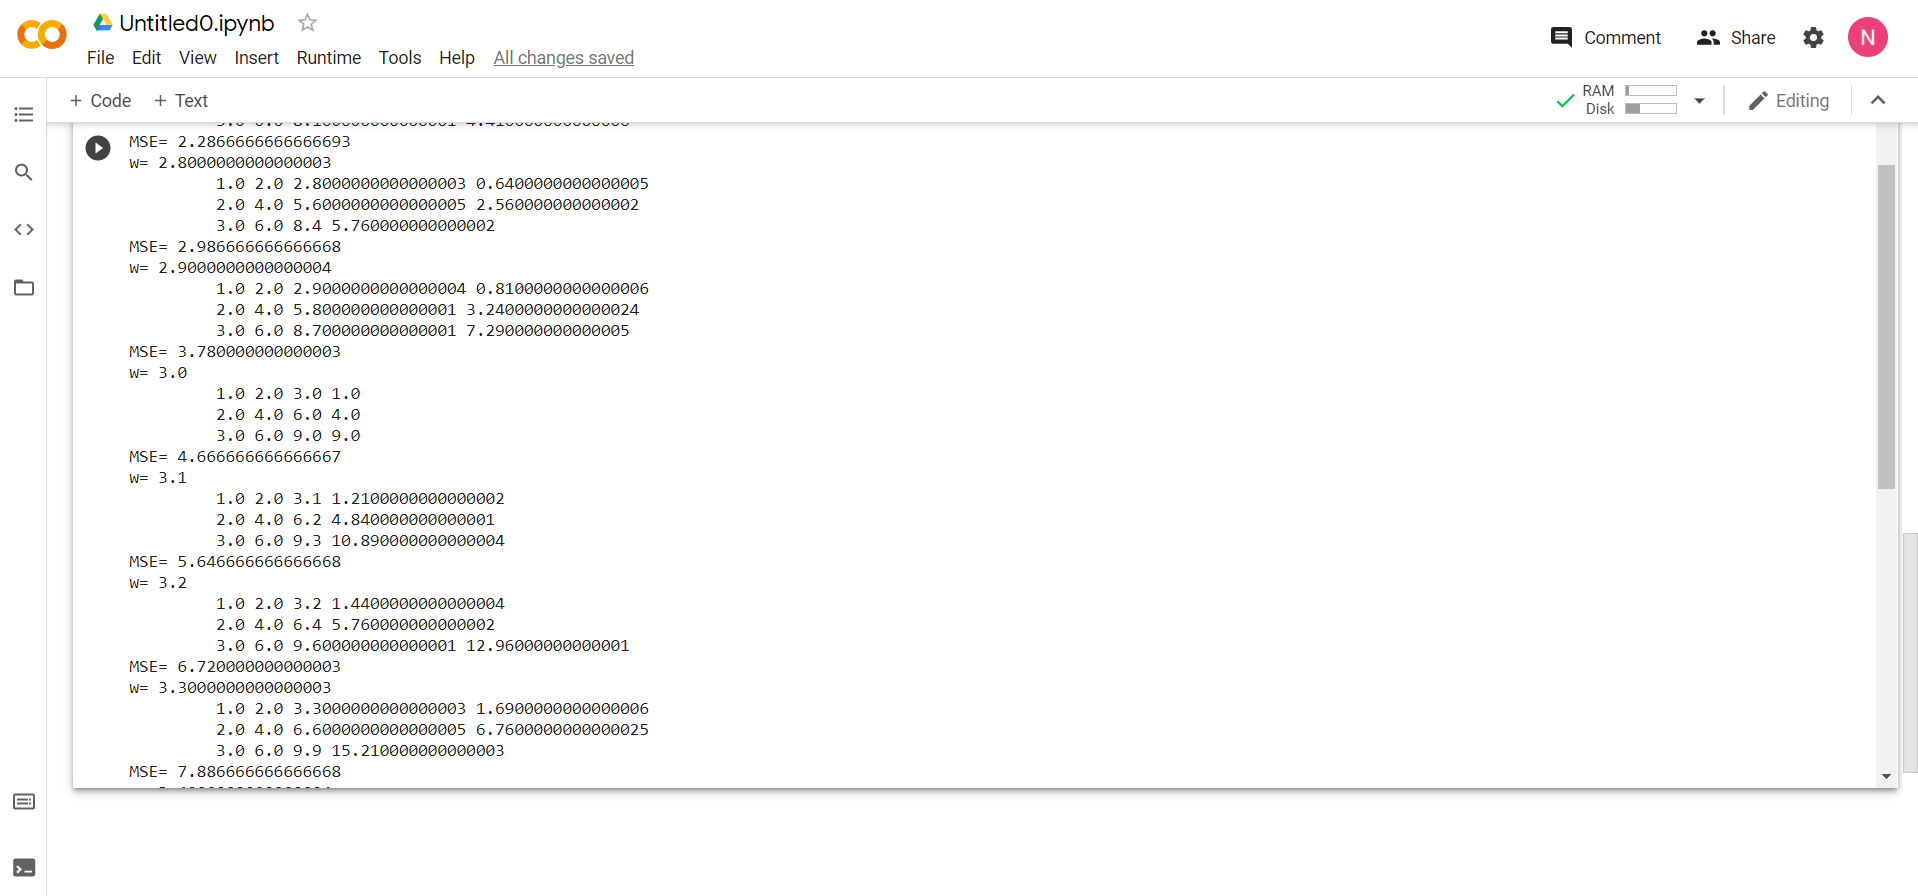 Untitled0.ipynb
File Edit View Insert Runtime Tools Help All changes saved
Comment Share N
+ Code + Text
RAM
Disk
Editing
MSE= 2.2866666666666693
w= 2.8000000000000003
1.0 2.0 2.8000000000000003 0.6400000000000005
2.0 4.0 5.6000000000000005 2.560000000000002
3.0 6.0 8.4 5.760000000000002
MSE= 2.986666666666668
w= 2.9000000000000004
1.0 2.0 2.9000000000000004 0.8100000000000006
2.0 4.0 5.800000000000001 3.2400000000000024
3.0 6.0 8.700000000000001 7.290000000000005
MSE= 3.780000000000003
w= 3.0
1.0 2.0 3.0 1.0
2.0 4.0 6.0 4.0
3.0 6.0 9.0 9.0
MSE= 4.666666666666667
w= 3.1
1.0 2.0 3.1 1.2100000000000002
2.0 4.0 6.2 4.840000000000001
3.0 6.0 9.3 10.890000000000004
MSE= 5.646666666666668
w= 3.2
1.0 2.0 3.2 1.4400000000000004
2.0 4.0 6.4 5.760000000000002
3.0 6.0 9.600000000000001 12.96000000000001
MSE= 6.720000000000003
w= 3.3000000000000003
1.0 2.0 3.3000000000000003 1.6900000000000006
2.0 4.0 6.6000000000000005 6.7600000000000025
3.0 6.0 9.9 15.210000000000003
MSE= 7.886666666666668